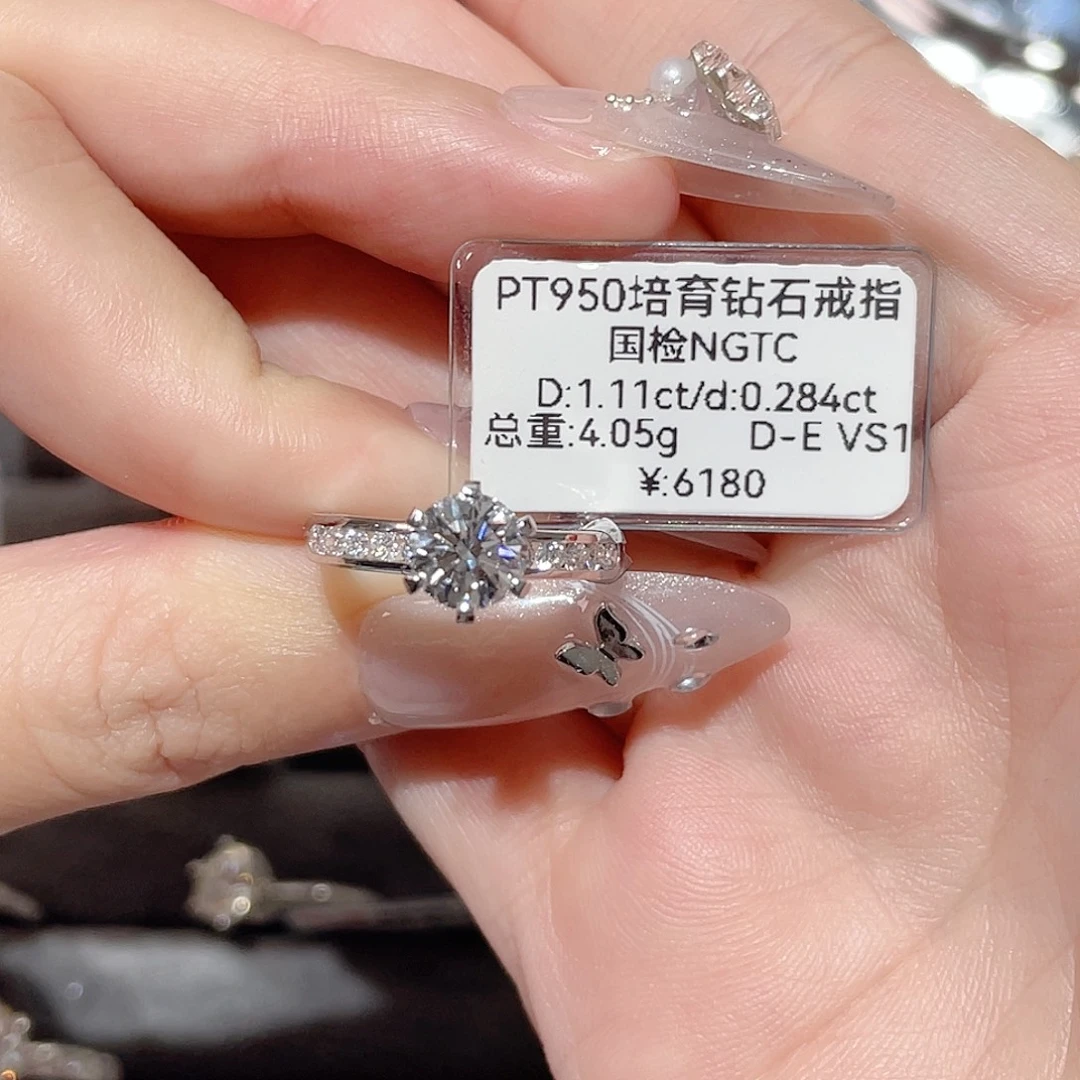 PT950培育钻石戒指
国检NGTC
D:1.11ct/d:0.284ct
总重:4.05g D-E VS1
¥:6180